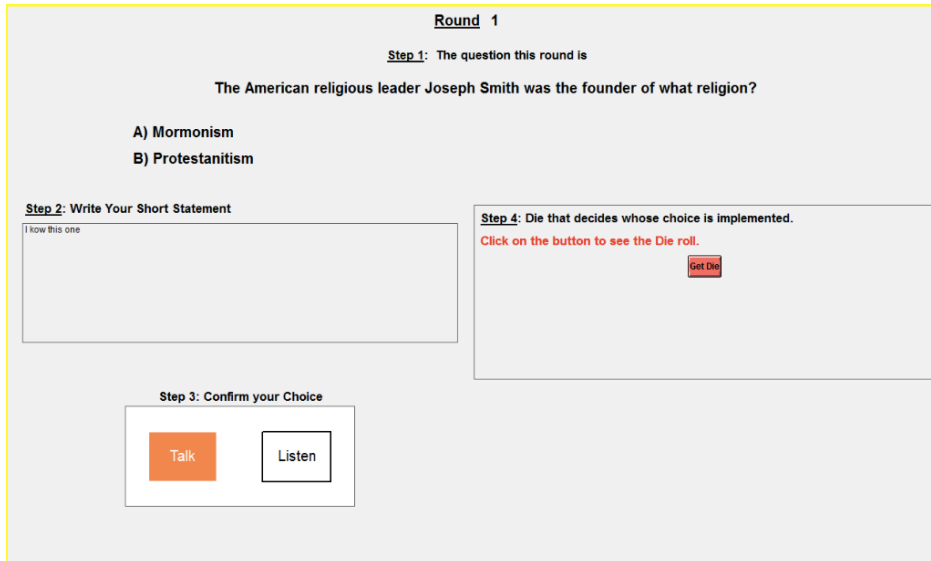 Round 1
Step 1: The question this round is
The American religious leader Joseph Smith was the founder of what religion?
A) Mormonism
B) Protestanitism
Step 2: Write Your Short Statement
I kow this one
Step 4: Die that decides whose choice is implemented.
Click on the button to see the Die roll.
Get Die
Step 3: Confirm your Choice
Talk
Listen